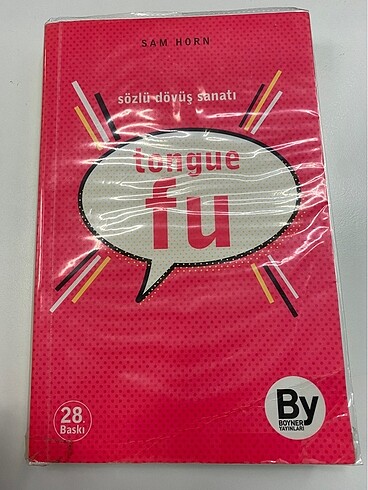 SAM HORN
sözlü dövüş sanatı
tongue
fu
28.
Baskı
By
BOYNER
YAYINLARI